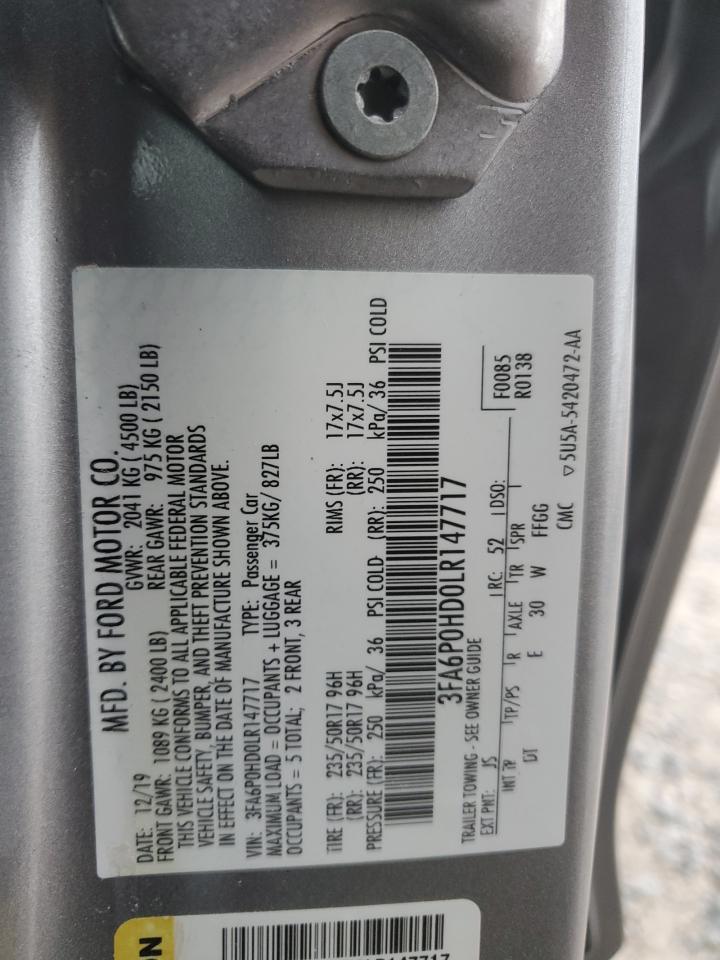 MFD. BY FORD MOTOR CO.
DATE: 12/19 GVWR: 2041 KG ( 4500 LB)
FRONT GAWR: 1089 KG ( 2400 LB) REAR GAWR: 975 KG ( 2150 LB)
THIS VEHICLE CONFORMS TO ALL APPLICABLE FEDERAL MOTOR
VEHICLE SAFETY, BUMPER, AND THEFT PREVENTION STANDARDS
IN EFFECT ON THE DATE OF MANUFACTURE SHOWN ABOVE.
VIN: 3FA6P0HD0LR147717 TYPE: Passenger Car
MAXIMUM LOAD = OCCUPANTS + LUGGAGE = 375KG/ 827LB
OCCUPANTS = 5 TOTAL; 2 FRONT, 3 REAR
TIRE (FR): 235/50R17 96H RIMS (FR): 17x7.5J
(RR): 235/50R17 96H (RR): 17x7.5J
PRESSURE (FR): 250 kPa/ 36 PSI COLD (RR): 250 kPa/ 36 PSI COLD
3FA6P0HD0LR147717
TRAILER TOWING - SEE OWNER GUIDE F0085
EXT PNT: JS RC: 52 DSO: R0138
INT TR TP/PS R AXLE TR SPR
DT E 30 W FFGG
CMC ▽5U5A-5420472-AA
ON
147717